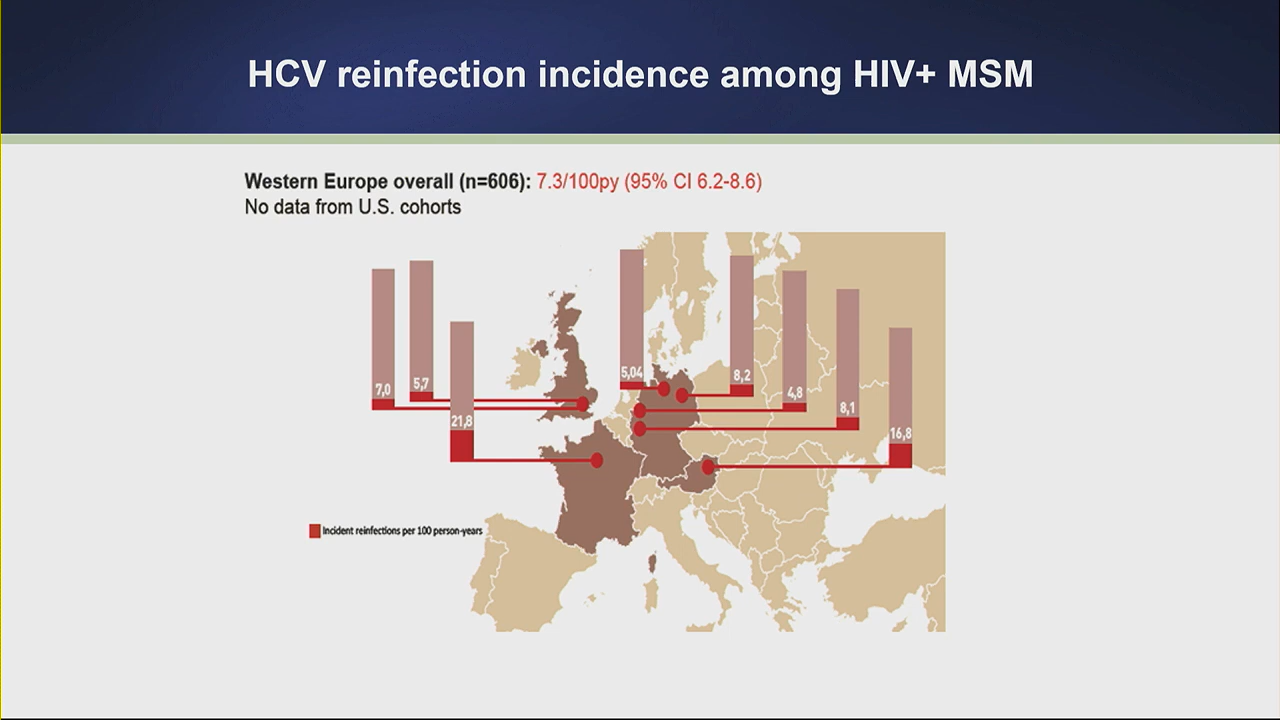 HCV reinfection incidence among HIV+ MSM
Western Europe overall (n=606): 7.3/100py (95% CI 6.2-8.6)
No data from U.S. cohorts
7,0
5,7
21,8
5,04
8,2
4,8
8,1
16,8
Incident reinfections per 100 person-years